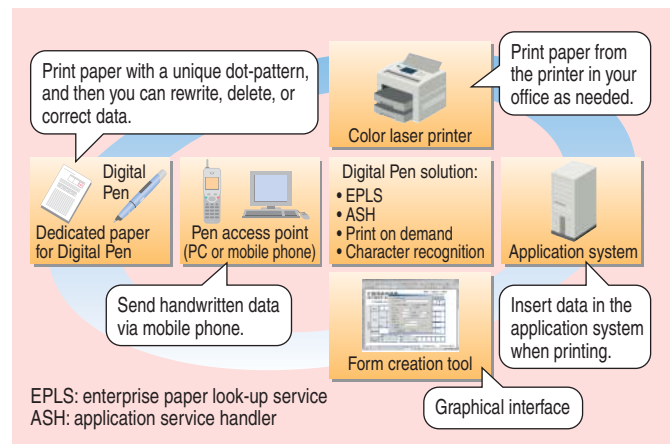 Print paper with a unique dot-pattern,
and then you can rewrite, delete, or
correct data.
Print paper from
the printer in your
office as needed.
Color laser printer
Digital
Pen
Dedicated paper
for Digital Pen
Pen access point
(PC or mobile phone)
Digital Pen solution:
• EPLS
• ASH
• Print on demand
• Character recognition
Application system
Send handwritten data
via mobile phone.
Insert data in the
application system
when printing.
Form creation tool
Graphical interface
EPLS: enterprise paper look-up service
ASH: application service handler